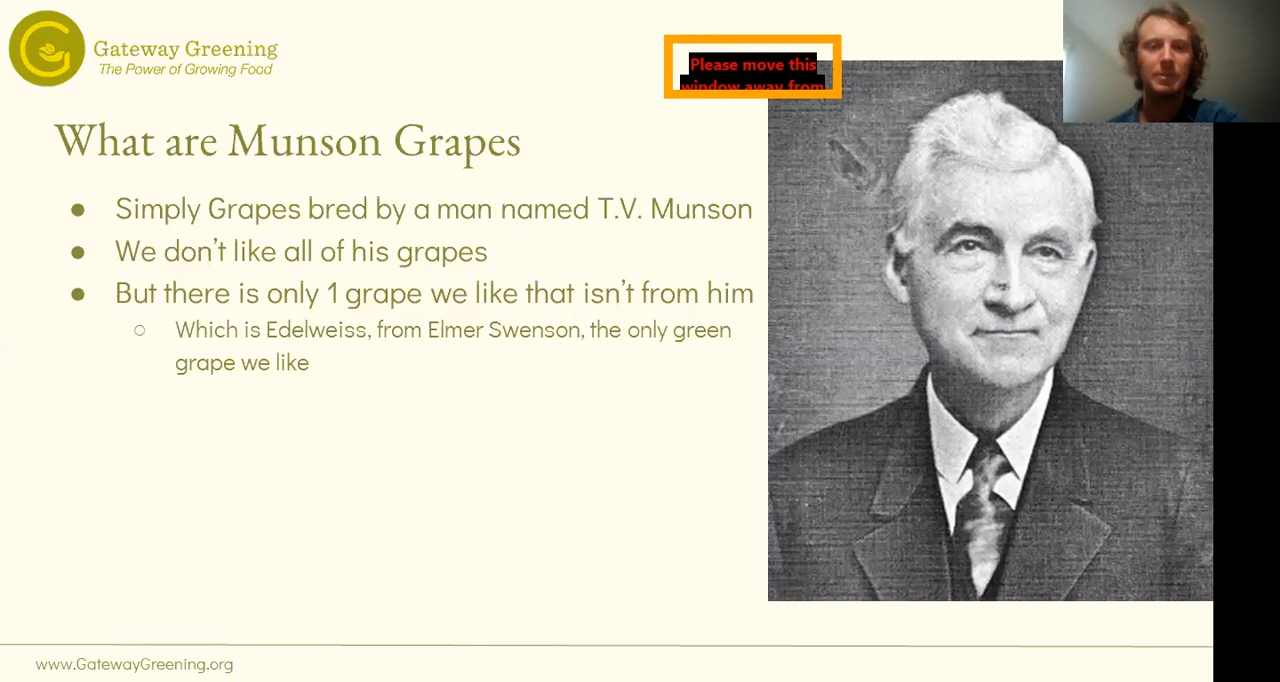 Gateway Greening
The Power of Growing Food
Please move this
window away from
What are Munson Grapes
Simply Grapes bred by a man named T.V. Munson
We don't like all of his grapes
But there is only 1 grape we like that isn't from him
Which is Edelweiss, from Elmer Swenson, the only green
grape we like
www.GatewayGreening.org